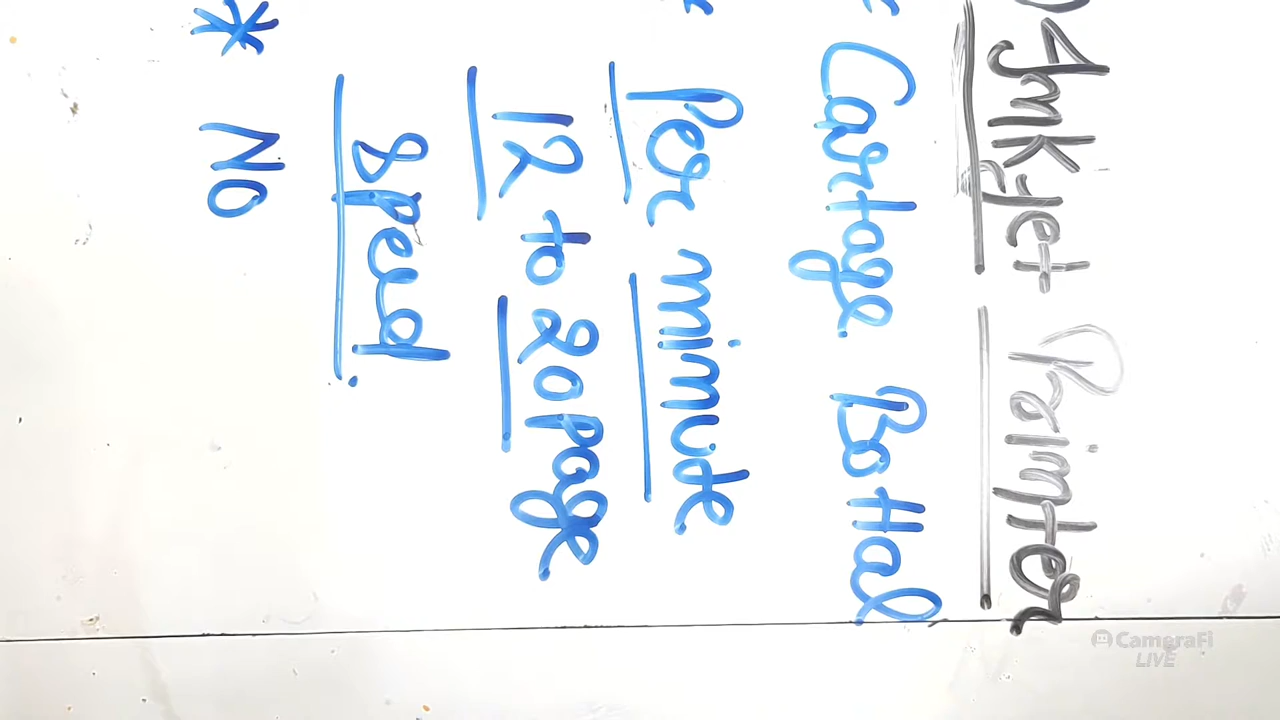 ) Inkjet Printer
* Cartage Bottal
* Per minute
12 to 20 page
Speed.
* No
CameraFi
LIVE